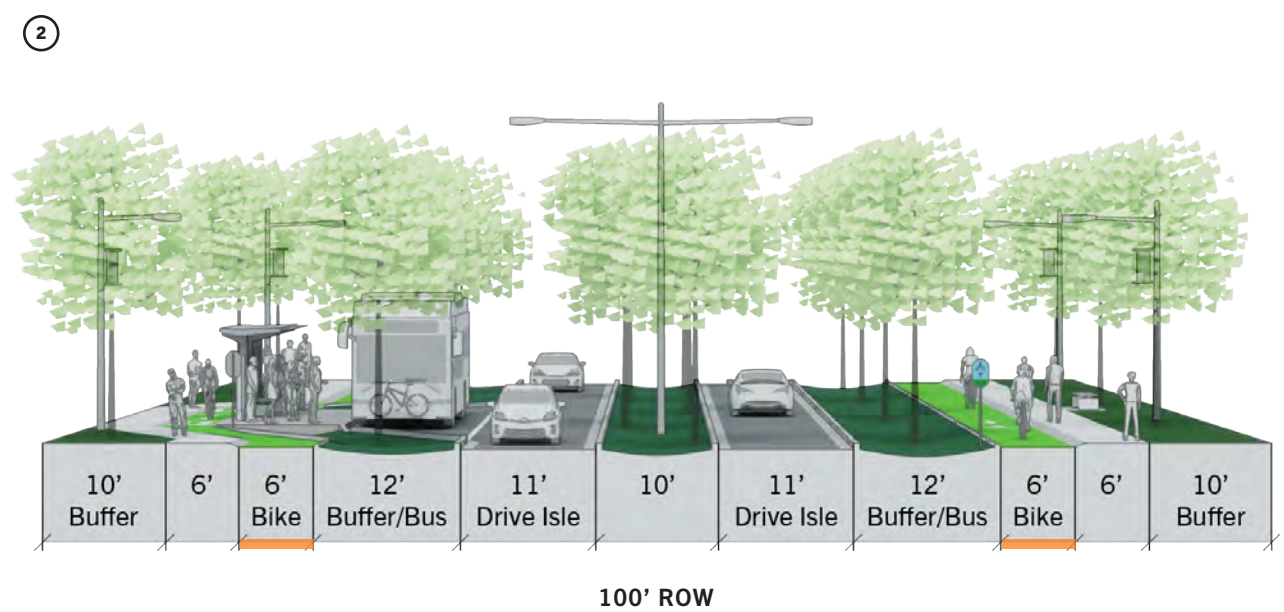 2
10' Buffer
6'
6' Bike
12' Buffer/Bus
11' Drive Isle
10'
11' Drive Isle
12' Buffer/Bus
6' Bike
6'
10' Buffer
100' ROW